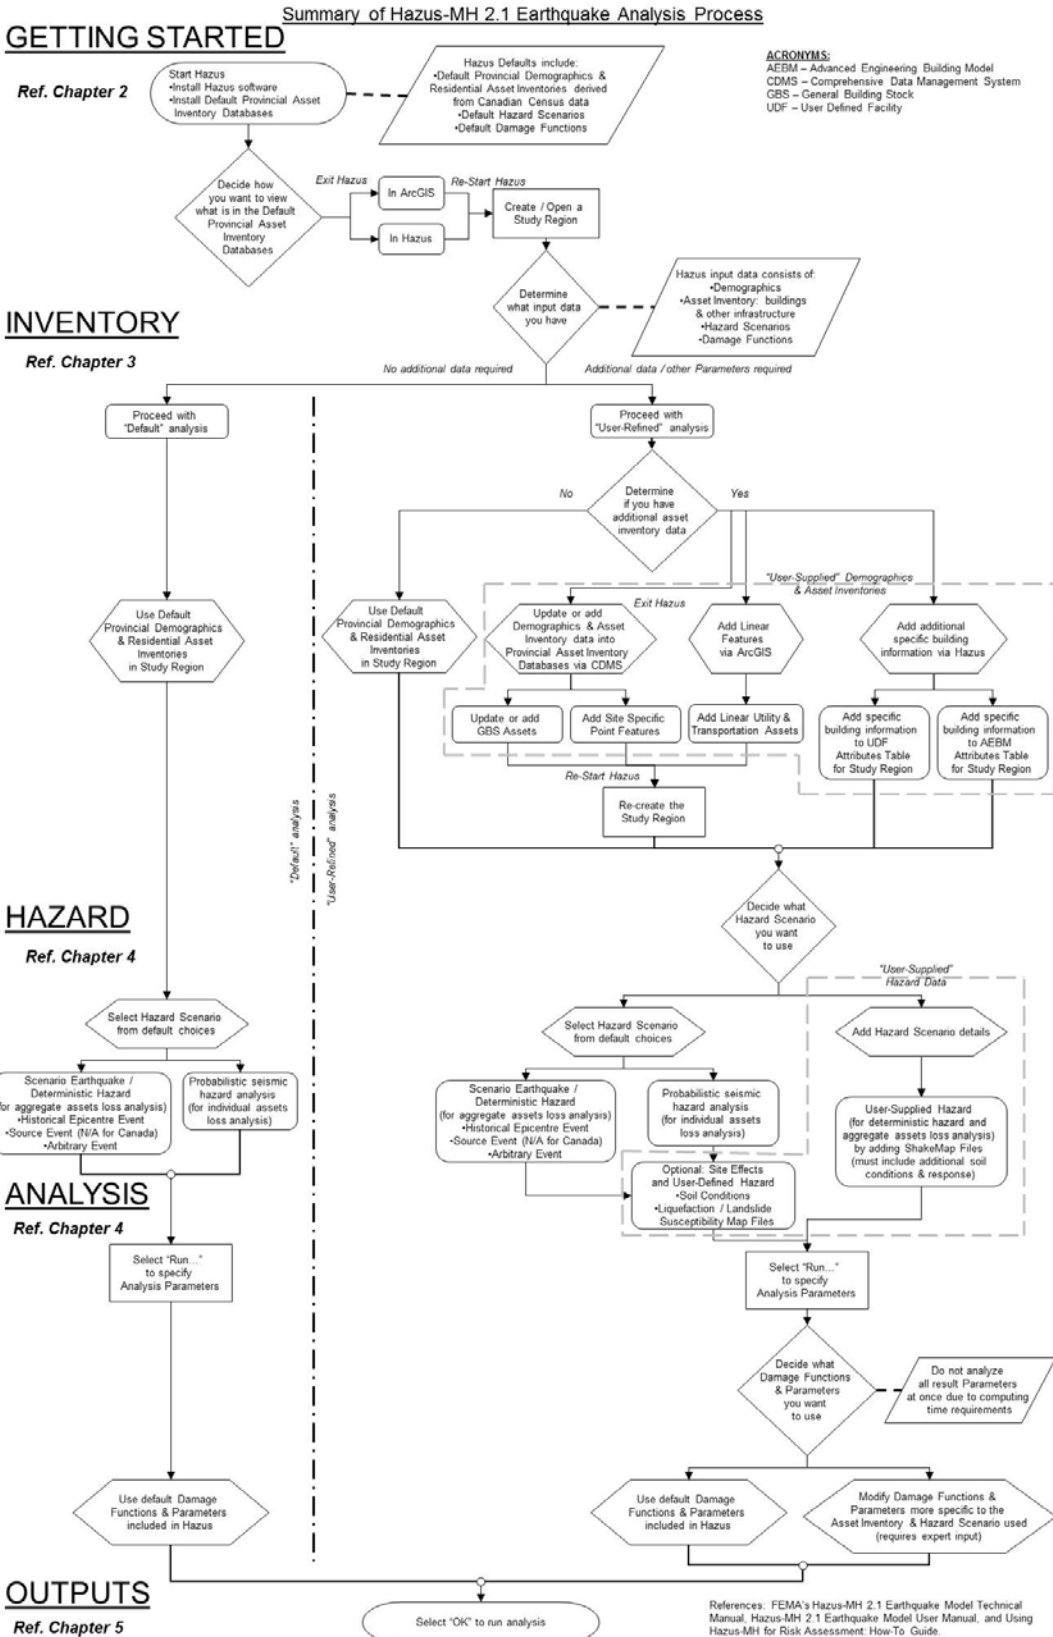 Summary of Hazus-MH 2.1 Earthquake Analysis Process
GETTING STARTED
Ref. Chapter 2
Start Hazus
•Install Hazus software
•Install Default Provincial Asset
Inventory Databases
Hazus Defaults include:
•Default Provincial Demographics &
Residential Asset Inventories derived
from Canadian Census data
•Default Hazard Scenarios
•Default Damage Functions
ACRONYMS:
AEBM – Advanced Engineering Building Model
CDMS – Comprehensive Data Management System
GBS – General Building Stock
UDF – User Defined Facility
Decide how
you want to view
what is in the Default
Provincial Asset
Inventory
Databases
Exit Hazus
In ArcGIS
In Hazus
Re-Start Hazus
Create / Open a
Study Region
Determine
what input data
you have
Hazus input data consists of:
•Demographics
•Asset Inventory: buildings
& other infrastructure
•Hazard Scenarios
•Damage Functions
INVENTORY
Ref. Chapter 3
No additional data required
Additional data / other Parameters required
Proceed with
"Default" analysis
Proceed with
"User-Refined" analysis
No
Determine
if you have
additional asset
inventory data
Yes
"User-Supplied" Demographics
& Asset Inventories
Use Default
Provincial Demographics
& Residential Asset
Inventories
in Study Region
Use Default
Provincial Demographics
& Residential Asset
Inventories
in Study Region
Exit Hazus
Update or add
Demographics & Asset
Inventory data into
Provincial Asset Inventory
Databases via CDMS
Add Linear
Features
via ArcGIS
Add additional
specific building
information via Hazus
Update or add
GBS Assets
Add Site Specific
Point Features
Add Linear Utility &
Transportation Assets
Add specific
building information
to UDF
Attributes Table
for Study Region
Add specific
building information
to AEBM
Attributes Table
for Study Region
Re-Start Hazus
Re-create the
Study Region
"Default" analysis
"User-Refined" analysis
HAZARD
Ref. Chapter 4
Decide what
Hazard Scenario
you want
to use
"User-Supplied"
Hazard Data
Select Hazard Scenario
from default choices
Select Hazard Scenario
from default choices
Add Hazard Scenario details
Scenario Earthquake /
Deterministic Hazard
for aggregate assets loss analysis)
•Historical Epicentre Event
•Source Event (N/A for Canada)
•Arbitrary Event
Probabilistic seismic
hazard analysis
(for individual assets
loss analysis)
Scenario Earthquake /
Deterministic Hazard
(for aggregate assets loss analysis)
•Historical Epicentre Event
•Source Event (N/A for Canada)
•Arbitrary Event
Probabilistic seismic
hazard analysis
(for individual assets
loss analysis)
User-Supplied Hazard
(for deterministic hazard and
aggregate assets loss analysis)
by adding ShakeMap Files
(must include additional soil
conditions & response)
Optional: Site Effects
and User-Defined Hazard
•Soil Conditions
•Liquefaction / Landslide
Susceptibility Map Files
ANALYSIS
Ref. Chapter 4
Select "Run..."
to specify
Analysis Parameters
Select "Run..."
to specify
Analysis Parameters
Decide what
Damage Functions
& Parameters
you want
to use
Do not analyze
all result Parameters
at once due to computing
time requirements
Use default Damage
Functions & Parameters
included in Hazus
Use default Damage
Functions & Parameters
included in Hazus
Modify Damage Functions &
Parameters more specific to the
Asset Inventory & Hazard Scenario used
(requires expert input)
OUTPUTS
Ref. Chapter 5
Select "OK" to run analysis
References: FEMA's Hazus-MH 2.1 Earthquake Model Technical
Manual, Hazus-MH 2.1 Earthquake Model User Manual, and Using
Hazus-MH for Risk Assessment: How-To Guide.